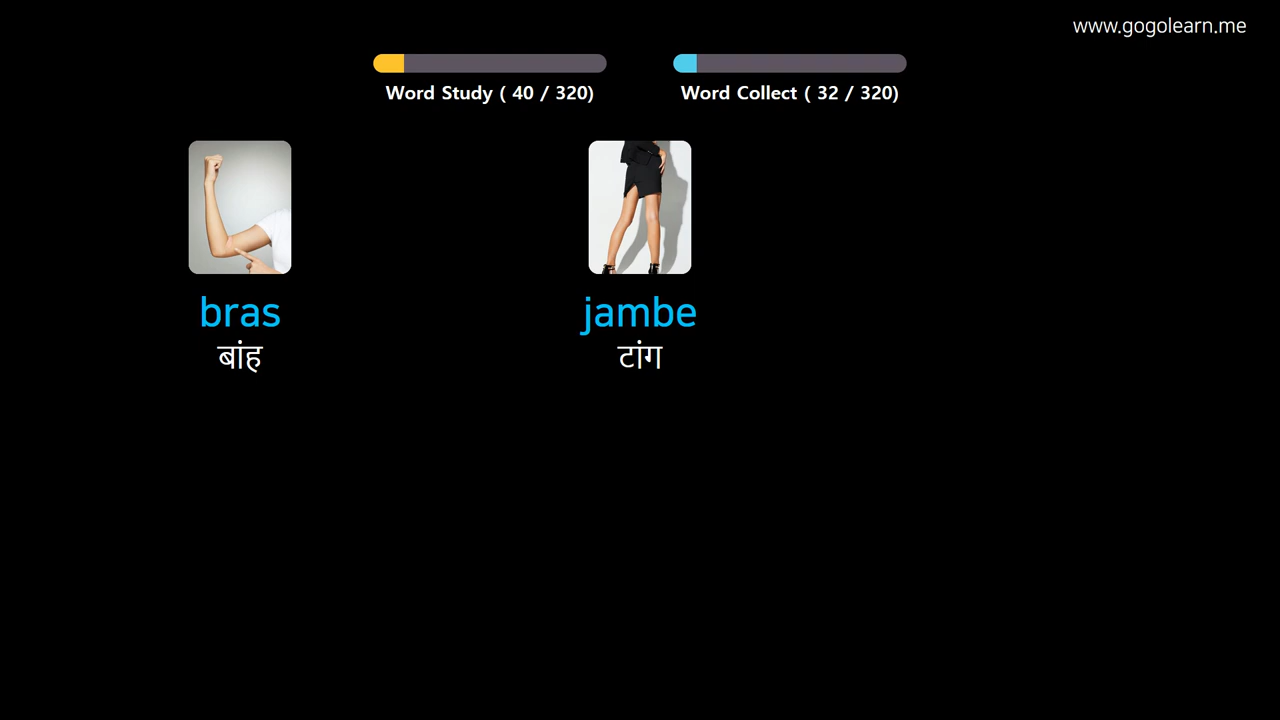 www.gogolearn.me
Word Study ( 40 / 320)
Word Collect ( 32 / 320)
bras
jambe
बांह
टांग